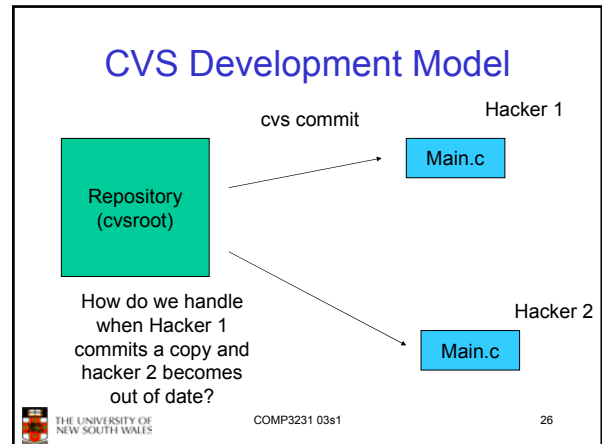 CVS Development Model
cvs commit
Hacker 1
Main.c
Repository
(cvsroot)
How do we handle
when Hacker 1
commits a copy and
hacker 2 becomes
out of date?
Hacker 2
Main.c
THE UNIVERSITY OF
NEW SOUTH WALES
COMP3231 03s1
26